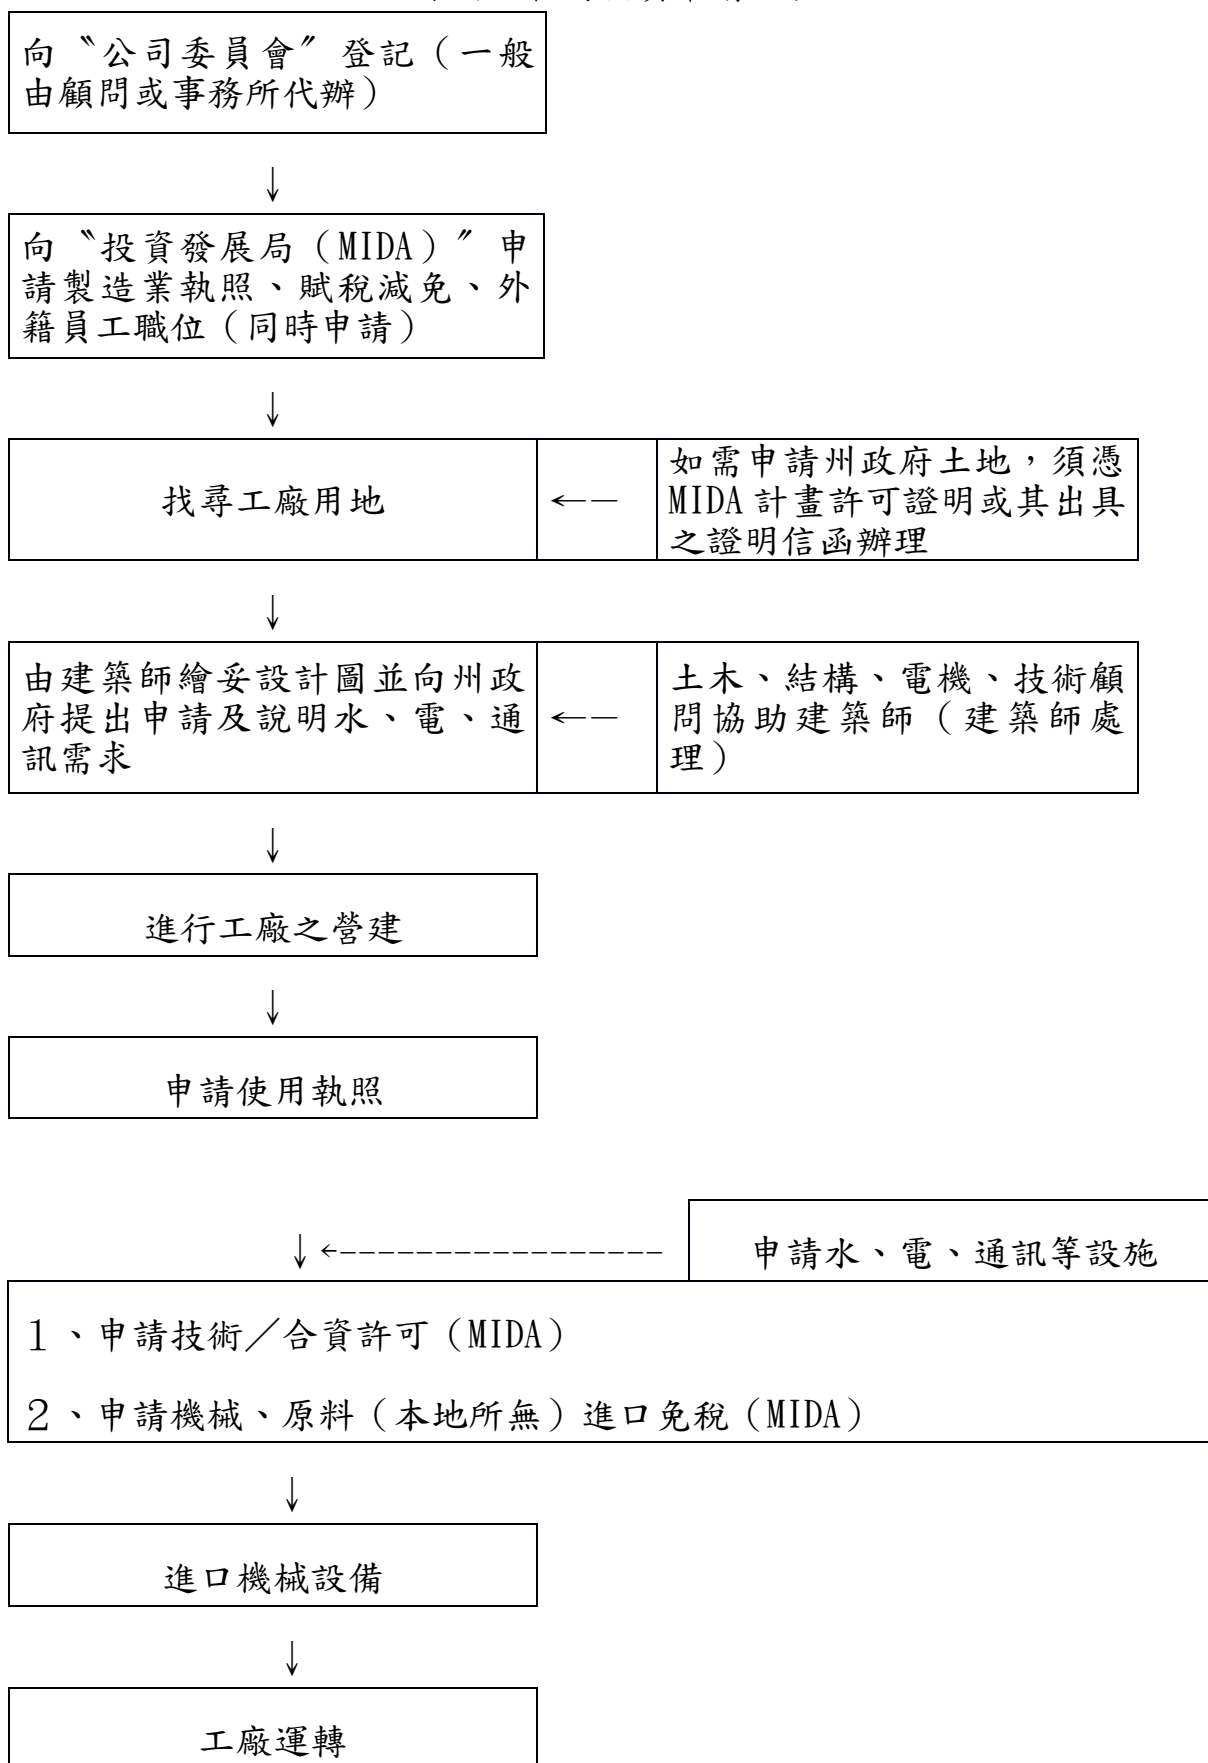 向〝公司委員會〞登記（一般
由顧問或事務所代辦）
↓
向〝投資發展局（MIDA）〞申
請製造業執照、賦稅減免、外
籍員工職位（同時申請）
↓
找尋工廠用地
←—
如需申請州政府土地，須憑
MIDA 計畫許可證明或其出具
之證明信函辦理
↓
由建築師繪妥設計圖並向州政
府提出申請及說明水、電、通
訊需求
←—
土木、結構、電機、技術顧
問協助建築師（建築師處
理）
↓
進行工廠之營建
↓
申請使用執照
↓ ←-----------------
申請水、電、通訊等設施
１、申請技術／合資許可（MIDA）
２、申請機械、原料（本地所無）進口免稅（MIDA）
↓
進口機械設備
↓
工廠運轉